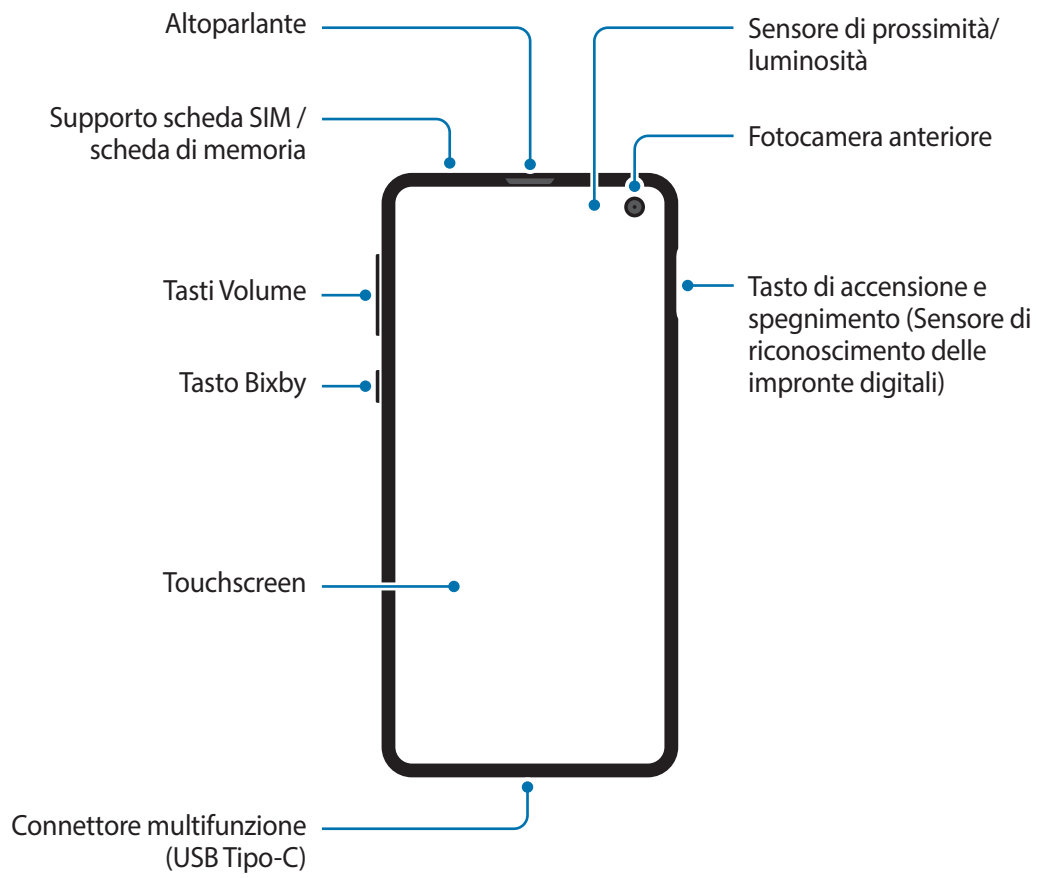 Altoparlante
Supporto scheda SIM /
scheda di memoria
Tasti Volume
Tasto Bixby
Touchscreen
Connettore multifunzione
(USB Tipo-C)
Sensore di prossimità/
luminosità
Fotocamera anteriore
Tasto di accensione e
spegnimento (Sensore di
riconoscimento delle
impronte digitali)